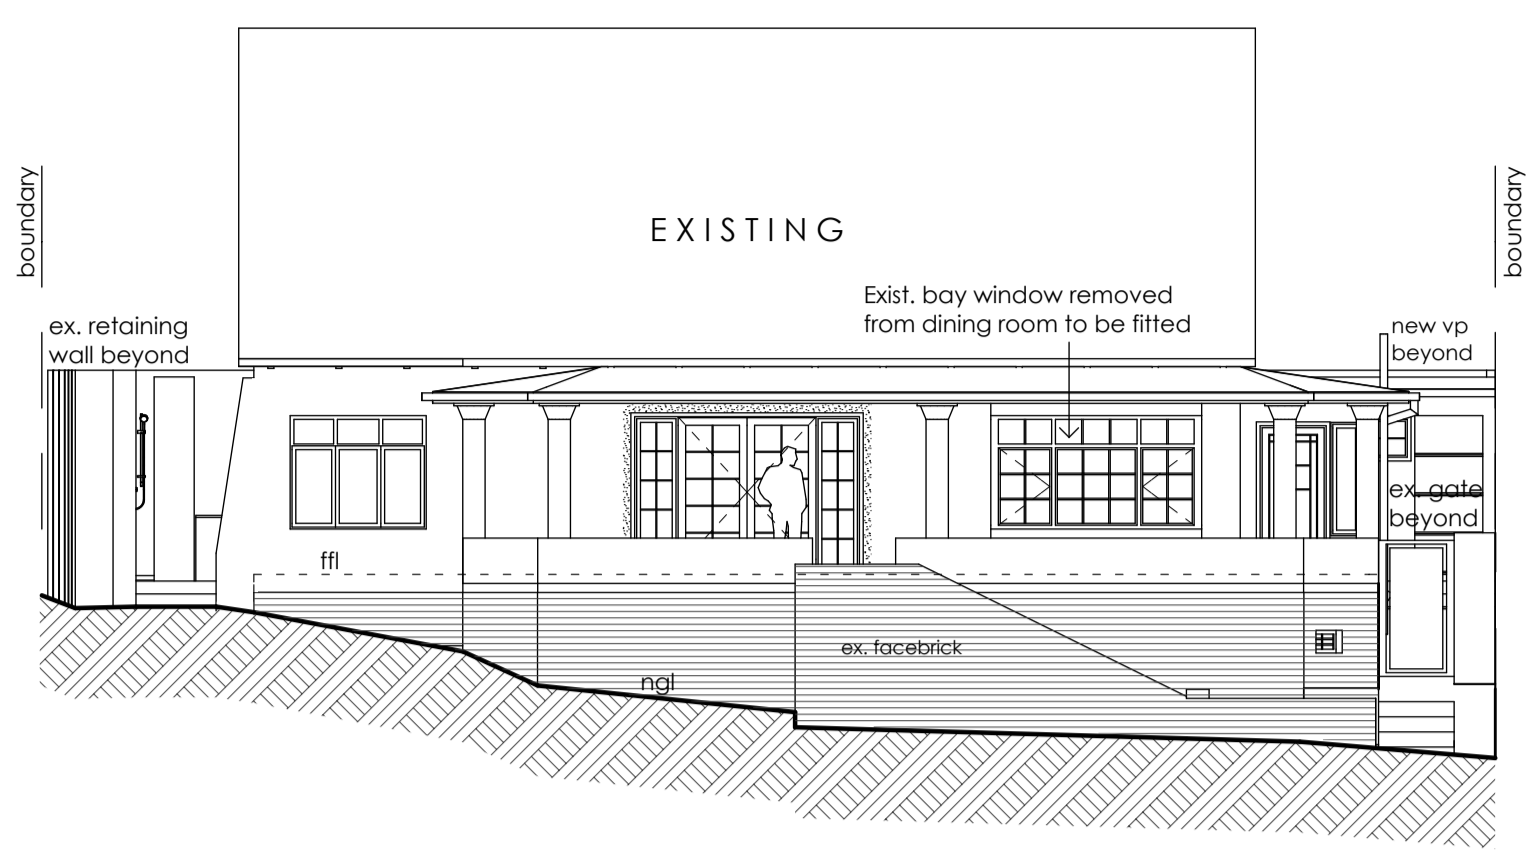 boundary
boundary
EXISTING
Exist. bay window removed
from dining room to be fitted
ex. retaining
wall beyond
new vp
beyond
ex. gate
beyond
ffl
ex. facebrick
ngl